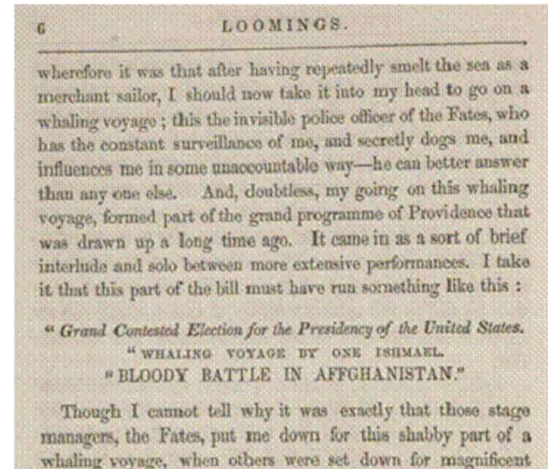 6 LOOMINGS.
wherefore it was that after having repeatedly smelt the sea as a
merchant sailor, I should now take it into my head to go on a
whaling voyage ; this the invisible police officer of the Fates, who
has the constant surveillance of me, and secretly dogs me, and
influences me in some unaccountable way—he can better answer
than any one else. And, doubtless, my going on this whaling
voyage, formed part of the grand programme of Providence that
was drawn up a long time ago. It came in as a sort of brief
interlude and solo between more extensive performances. I take
it that this part of the bill must have run something like this :
“ Grand Contested Election for the Presidency of the United States.
“ WHALING VOYAGE BY ONE ISHMAEL.
“ BLOODY BATTLE IN AFFGHANISTAN.”
Though I cannot tell why it was exactly that those stage
managers, the Fates, put me down for this shabby part of a
whaling voyage, when others were set down for magnificent